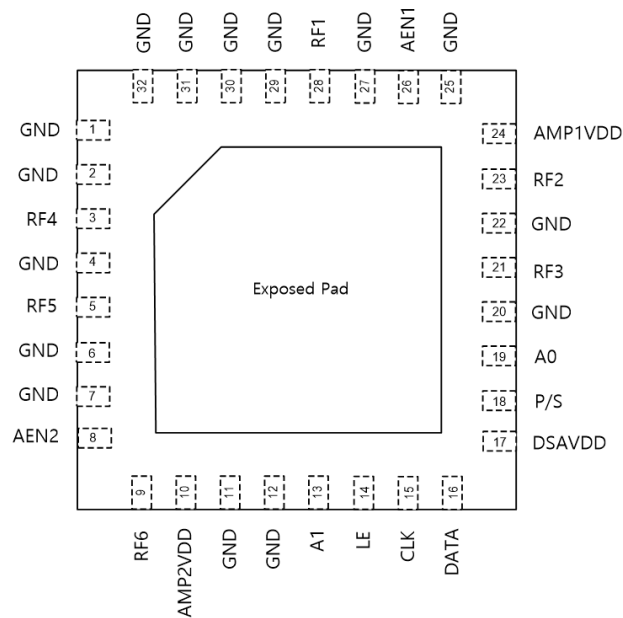 GND GND GND GND RF1 GND AEN1 GND
32 31 30 29 28 27 26 25
GND 1
GND 2
RF4 3
GND 4
RF5 5
GND 6
GND 7
AEN2 8
24 AMP1VDD
23 RF2
22 GND
21 RF3
20 GND
19 A0
18 P/S
17 DSAVDD
Exposed Pad
9 10 11 12 13 14 15 16
RF6 AMP2VDD GND GND A1 LE CLK DATA